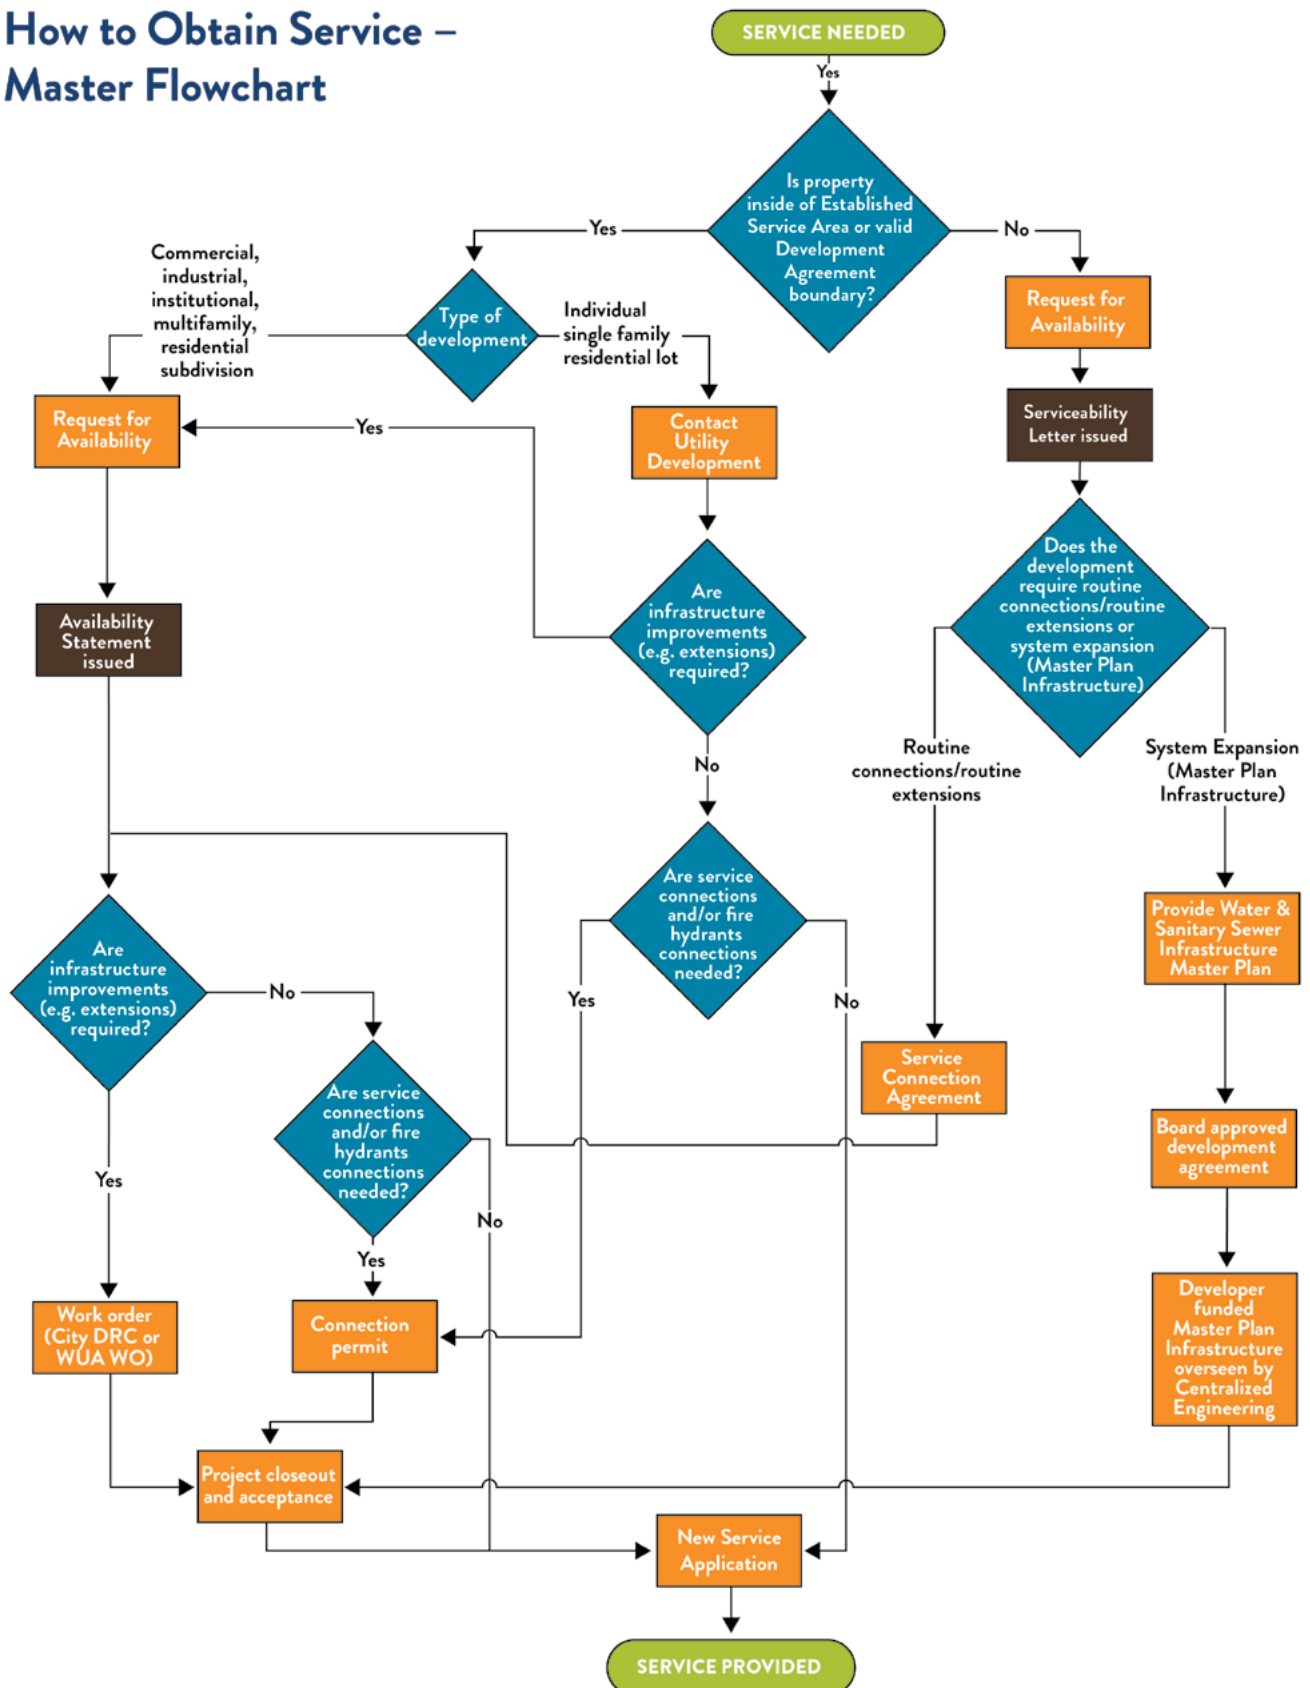 How to Obtain Service –
Master Flowchart
SERVICE NEEDED
Yes
Is property
inside of Established
Service Area or valid
Development
Agreement
boundary?
Yes
No
Commercial,
industrial,
institutional,
multifamily,
residential
subdivision
Type of
development
Individual
single family
residential lot
Request for
Availability
Request for
Availability
Yes
Contact
Utility
Development
Serviceability
Letter issued
Availability
Statement
issued
Are
infrastructure
improvements
(e.g. extensions)
required?
Does the
development
require routine
connections/routine
extensions or
system expansion
(Master Plan
Infrastructure)
No
Routine
connections/routine
extensions
System Expansion
(Master Plan
Infrastructure)
Are
infrastructure
improvements
(e.g. extensions)
required?
No
Are service
connections
and/or fire
hydrants
connections
needed?
Yes
No
Provide Water &
Sanitary Sewer
Infrastructure
Master Plan
Are service
connections
and/or fire
hydrants
connections
needed?
Service
Connection
Agreement
Board approved
development
agreement
Yes
No
Yes
Work order
(City DRC or
WUA WO)
Connection
permit
Developer
funded
Master Plan
Infrastructure
overseen by
Centralized
Engineering
Project closeout
and acceptance
New Service
Application
SERVICE PROVIDED